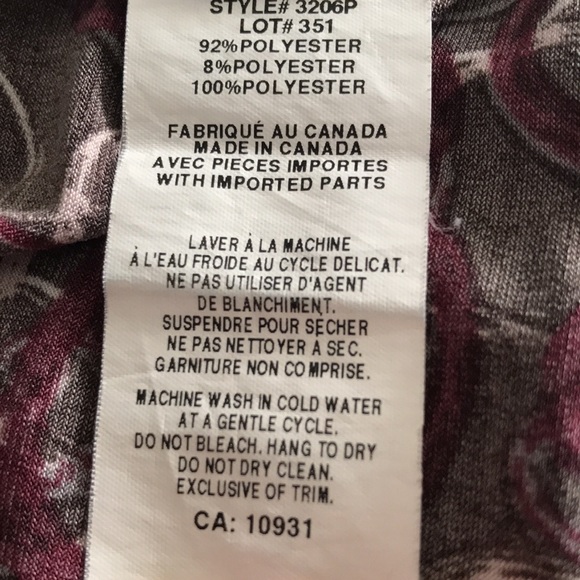 STYLE# 3206P
LOT# 351
92%POLYESTER
8%POLYESTER
100%POLYESTER
FABRIQUÉ AU CANADA
MADE IN CANADA
AVEC PIECES IMPORTES
WITH IMPORTED PARTS
LAVER À LA MACHINE
À L'EAU FROIDE AU CYCLE DELICAT.
NE PAS UTILISER D'AGENT
DE BLANCHIMENT.
SUSPENDRE POUR SÉCHER
NE PAS NETTOYER À SEC.
GARNITURE NON COMPRISE.
MACHINE WASH IN COLD WATER
AT A GENTLE CYCLE.
DO NOT BLEACH. HANG TO DRY
DO NOT DRY CLEAN.
EXCLUSIVE OF TRIM.
CA: 10931